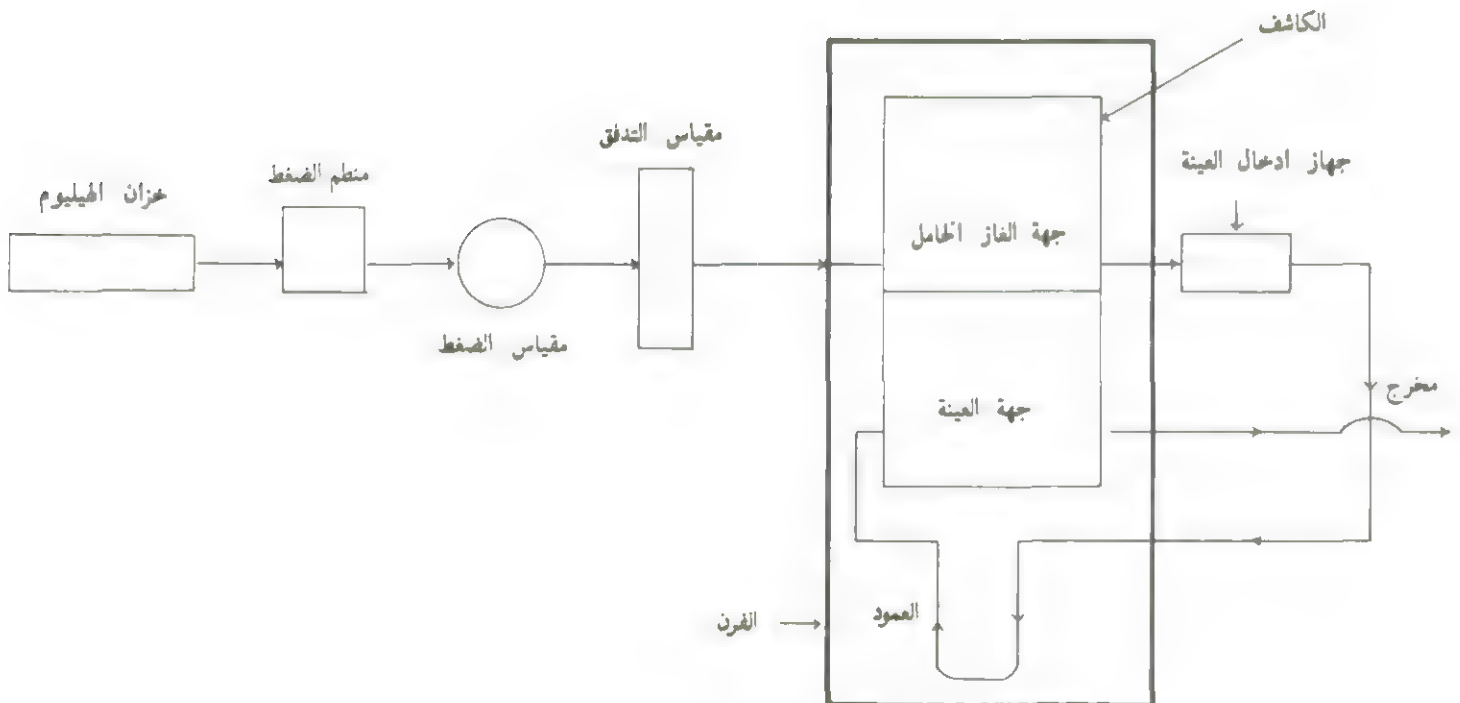 الكاشف
مقياس التدفق
جهاز ادخال العينة
منظم الضغط
خزان الهيليوم
جهة الغاز الحامل
مقياس الضغط
مخرج
جهة العينة
العمود
الفرن